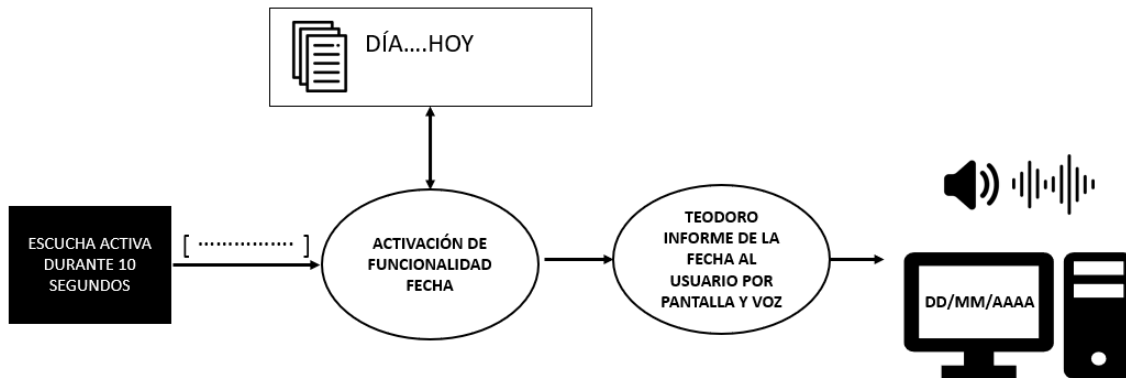 DÍA....HOY
ESCUCHA ACTIVA
DURANTE 10
SEGUNDOS
[ ................ ]
ACTIVACIÓN DE
FUNCIONALIDAD
FECHA
TEODORO
INFORME DE LA
FECHA AL
USUARIO POR
PANTALLA Y VOZ
DD/MM/AAAA